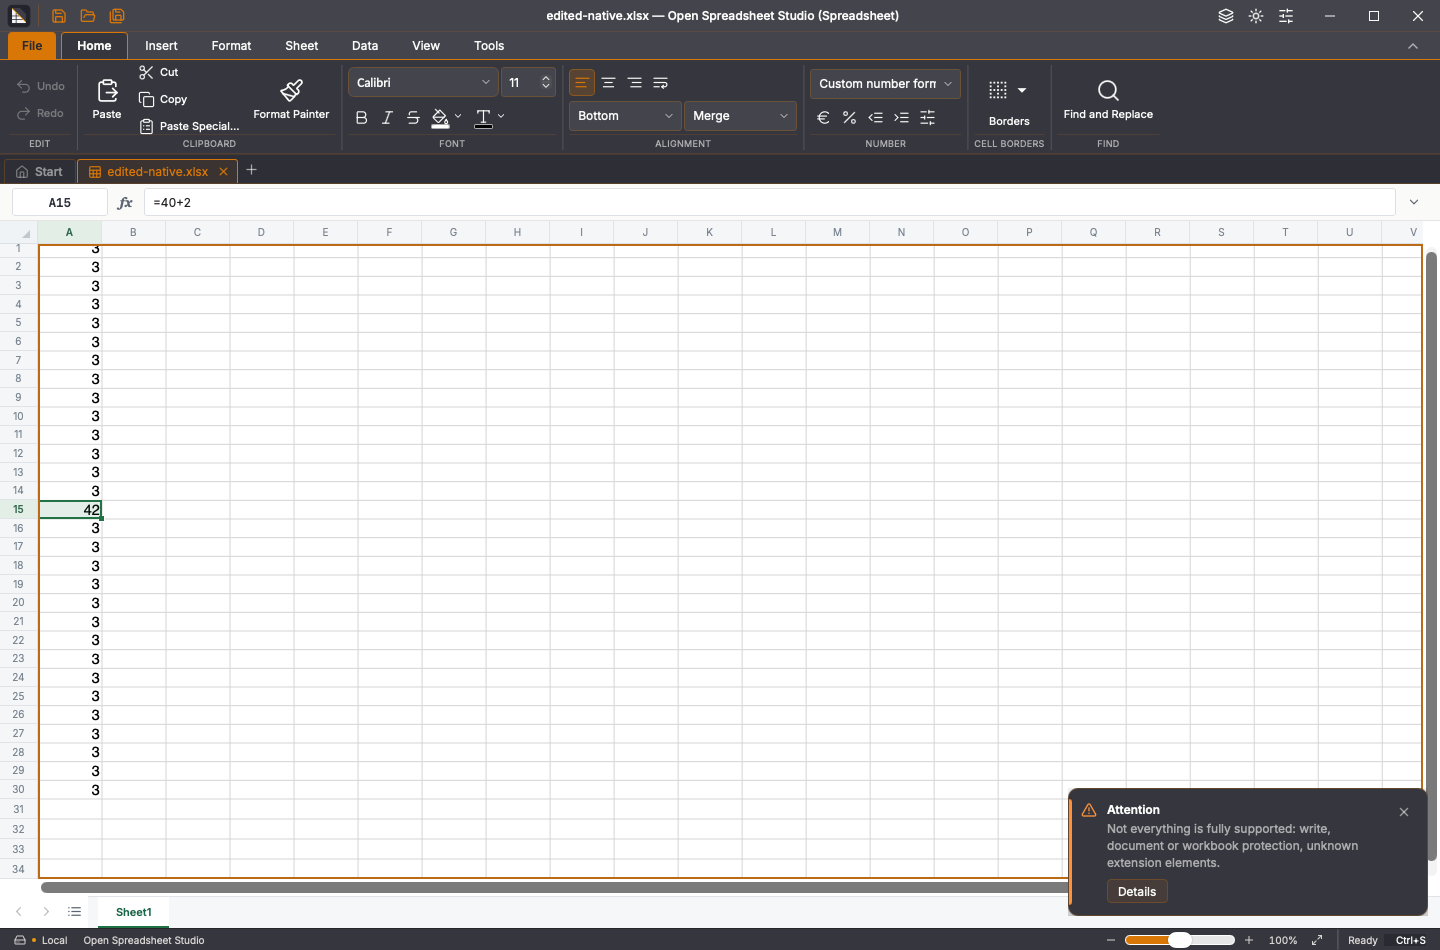 edited-native.xlsx — Open Spreadsheet Studio (Spreadsheet)
File Home Insert Format Sheet Data View Tools
Undo
Redo
EDIT
Paste
Cut
Copy
Paste Special...
Format Painter
CLIPBOARD
Calibri 11
B I S T
FONT
Bottom Merge
ALIGNMENT
Custom number form
€ %
NUMBER
Borders
CELL BORDERS
Find and Replace
FIND
Start edited-native.xlsx
A15 fx =40+2
A B C D E F G H I J K L M N O P Q R S T U V
1 3
2 3
3 3
4 3
5 3
6 3
7 3
8 3
9 3
10 3
11 3
12 3
13 3
14 3
15 42
16 3
17 3
18 3
19 3
20 3
21 3
22 3
23 3
24 3
25 3
26 3
27 3
28 3
29 3
30 3
31
32
33
34
Attention
Not everything is fully supported: write,
document or workbook protection, unknown
extension elements.
Details
Sheet1
Local Open Spreadsheet Studio 100% Ready Ctrl+S